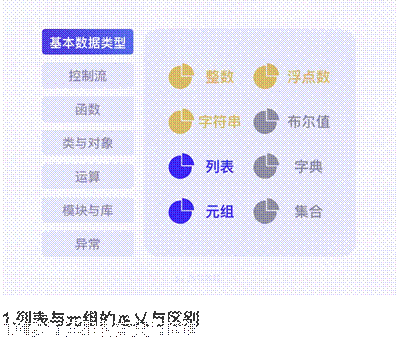 基本数据类型
控制流
函数
类与对象
运算
模块与库
异常
整数 浮点数
字符串 布尔值
列表 字典
元组 集合
1.列表与元组的定义与区别